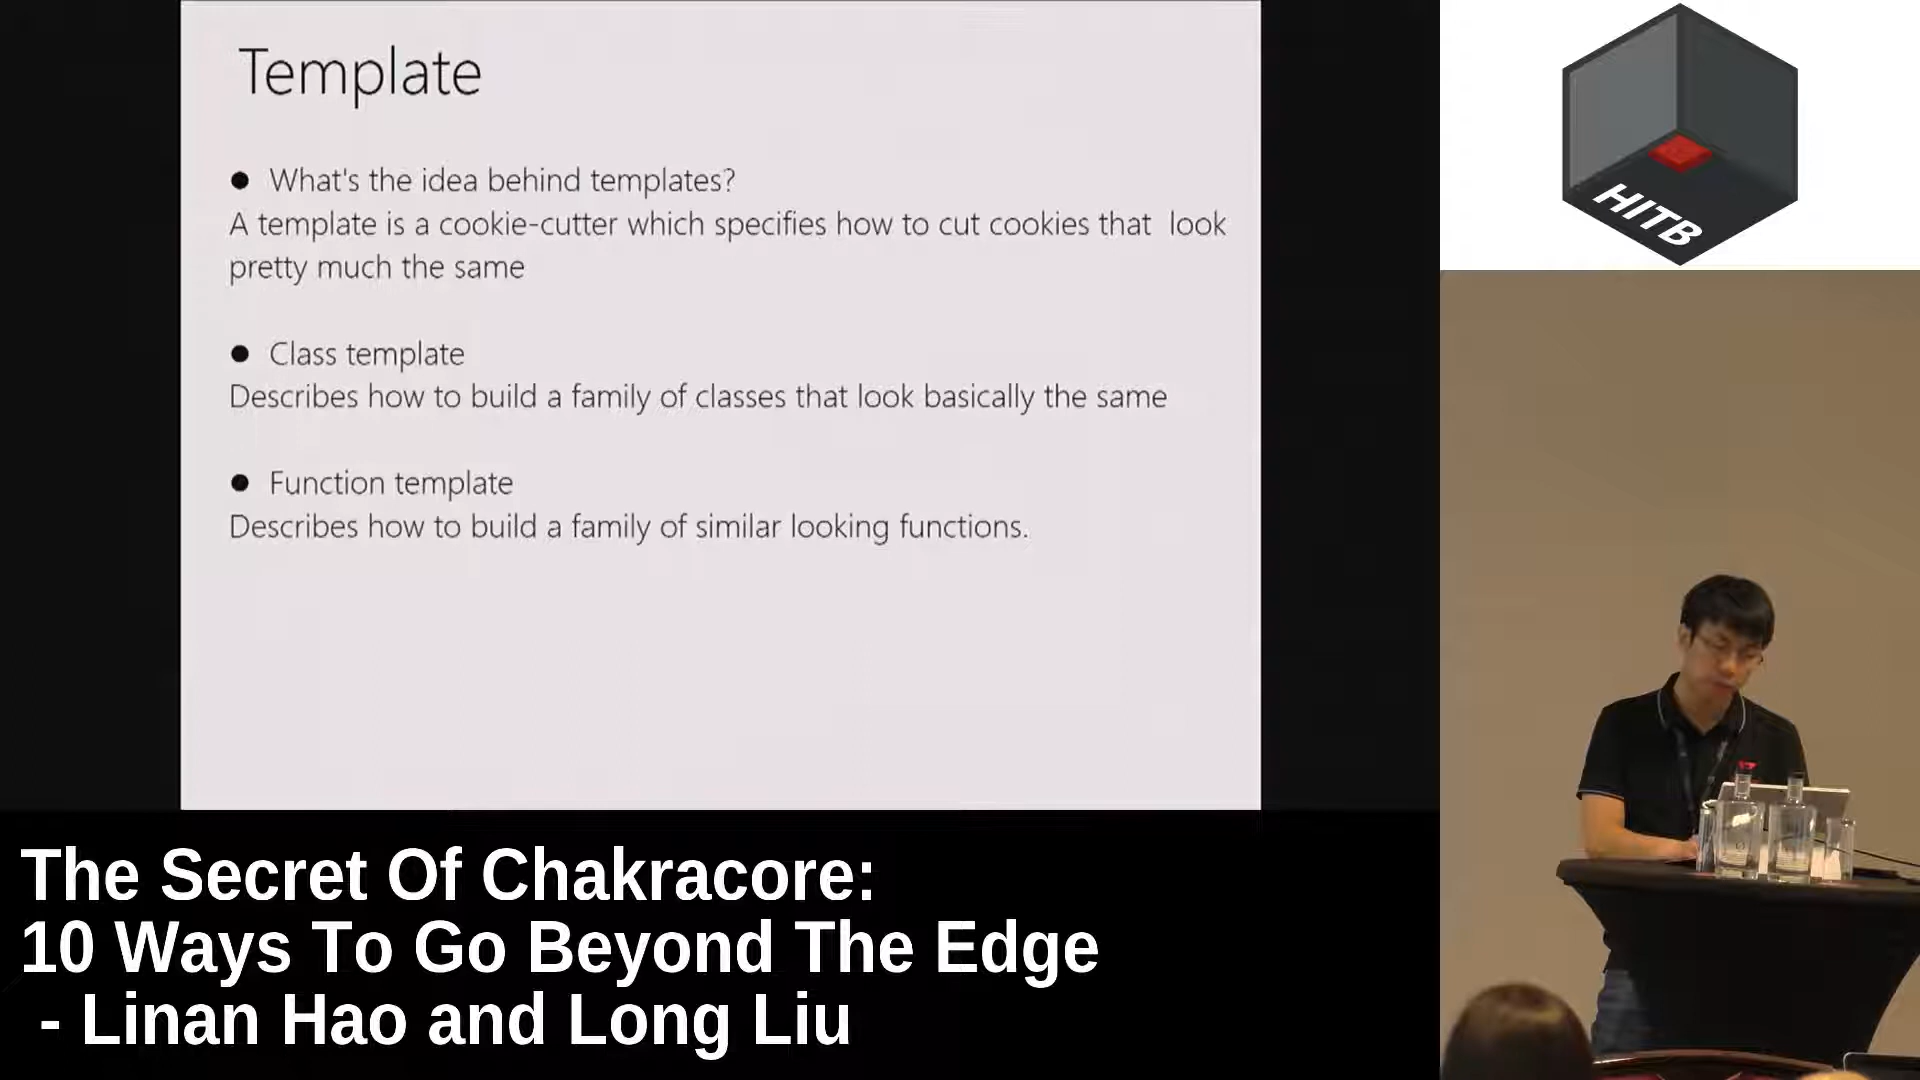 Template
● What's the idea behind templates?
A template is a cookie-cutter which specifies how to cut cookies that look
pretty much the same
● Class template
Describes how to build a family of classes that look basically the same
● Function template
Describes how to build a family of similar looking functions.
HITB
The Secret Of Chakracore:
10 Ways To Go Beyond The Edge
- Linan Hao and Long Liu